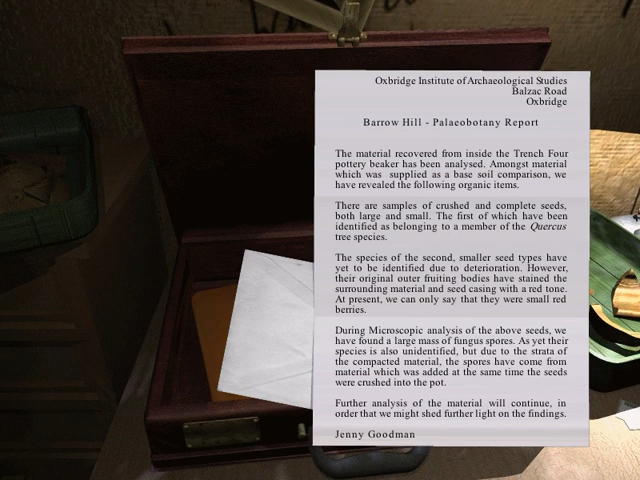 Oxbridge Institute of Archaeological Studies
Balzac Road
Oxbridge
Barrow Hill - Palaeobotany Report
The material recovered from inside the Trench Four
pottery beaker has been analysed. Amongst material
which was supplied as a base soil comparison, we
have revealed the following organic items.
There are samples of crushed and complete seeds,
both large and small. The first of which have been
identified as belonging to a member of the Quercus
tree species.
The species of the second, smaller seed types have
yet to be identified due to deterioration. However,
their original outer fruiting bodies have stained the
surrounding material and seed casing with a red tone.
At present, we can only say that they were small red
berries.
During Microscopic analysis of the above seeds, we
have found a large mass of fungus spores. As yet their
species is also unidentified, but due to the strata of
the compacted material, the spores have come from
material which was added at the same time the seeds
were crushed into the pot.
Further analysis of the material will continue, in
order that we might shed further light on the findings.
Jenny Goodman